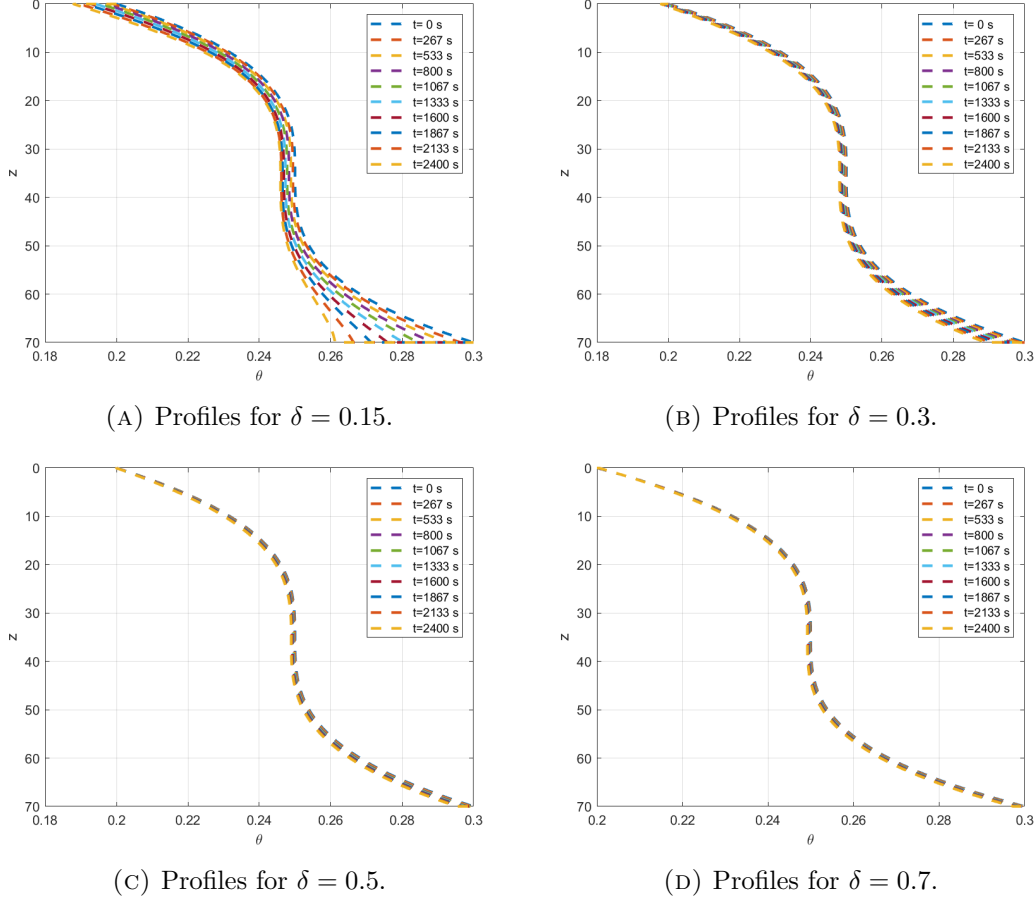 0
10
20
30
40
50
60
70
z
0.18
0.2
0.22
0.24
0.26
0.28
0.3
θ
t= 0 s
t=267 s
t=533 s
t=800 s
t=1067 s
t=1333 s
t=1600 s
t=1867 s
t=2133 s
t=2400 s
(A) Profiles for δ = 0.15.
0
10
20
30
40
50
60
70
z
0.18
0.2
0.22
0.24
0.26
0.28
0.3
θ
t= 0 s
t=267 s
t=533 s
t=800 s
t=1067 s
t=1333 s
t=1600 s
t=1867 s
t=2133 s
t=2400 s
(B) Profiles for δ = 0.3.
0
10
20
30
40
50
60
70
z
0.18
0.2
0.22
0.24
0.26
0.28
0.3
θ
t= 0 s
t=267 s
t=533 s
t=800 s
t=1067 s
t=1333 s
t=1600 s
t=1867 s
t=2133 s
t=2400 s
(C) Profiles for δ = 0.5.
0
10
20
30
40
50
60
70
z
0.2
0.22
0.24
0.26
0.28
0.3
θ
t= 0 s
t=267 s
t=533 s
t=800 s
t=1067 s
t=1333 s
t=1600 s
t=1867 s
t=2133 s
t=2400 s
(D) Profiles for δ = 0.7.